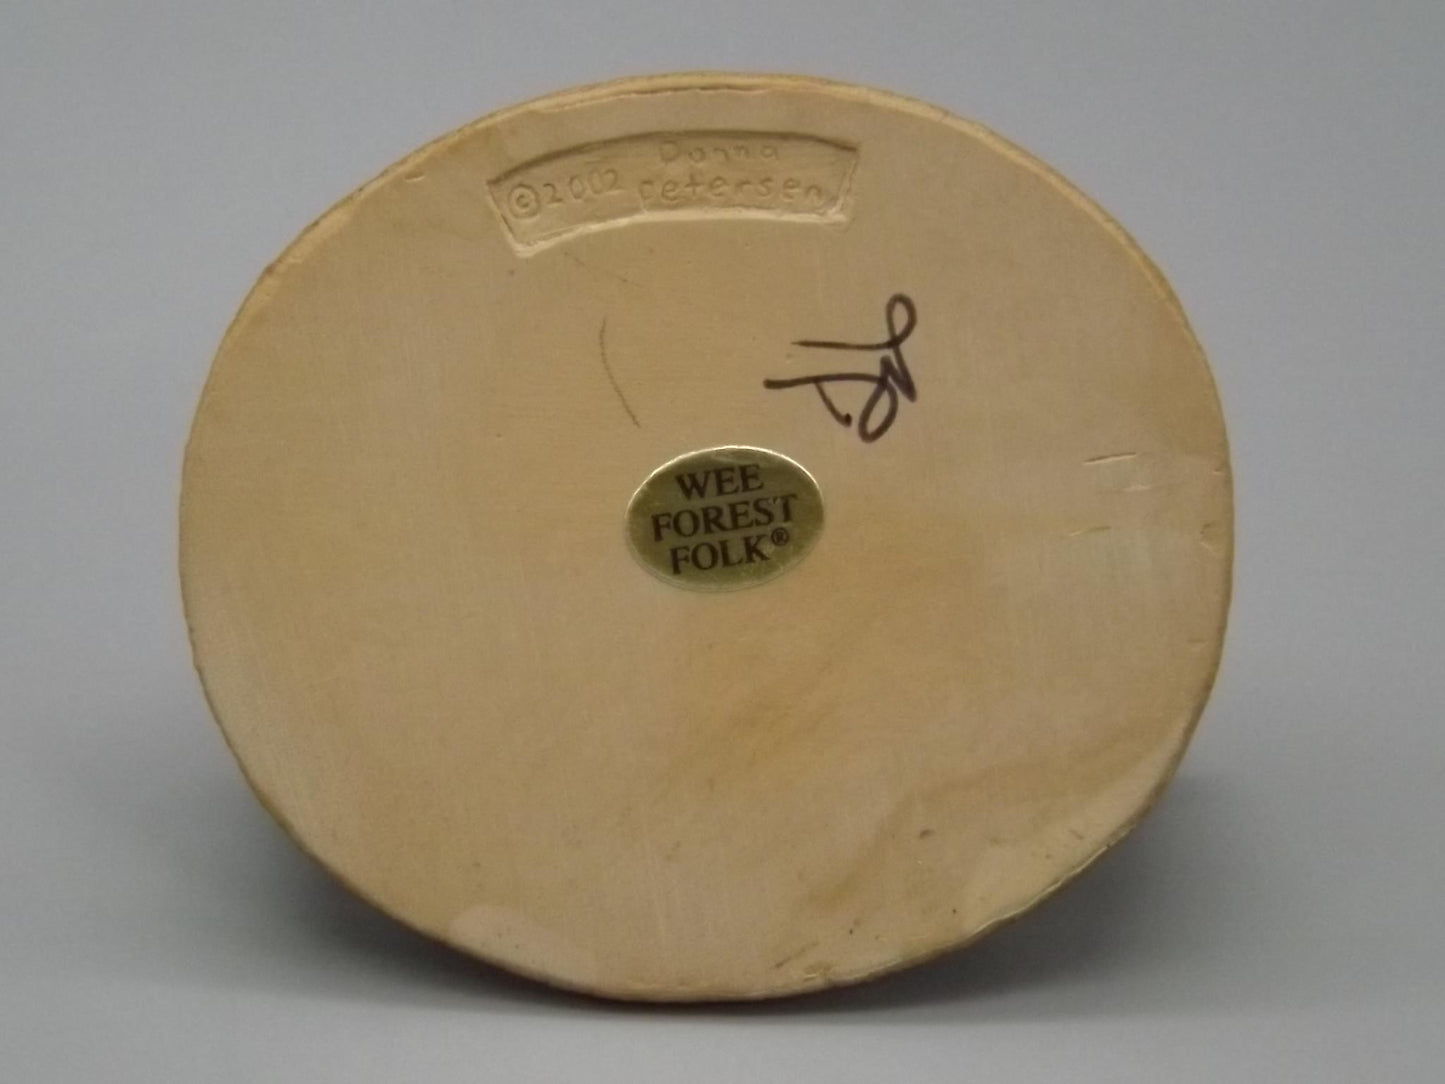 Donna
©2002 Petersen
WEE
FOREST
FOLK®